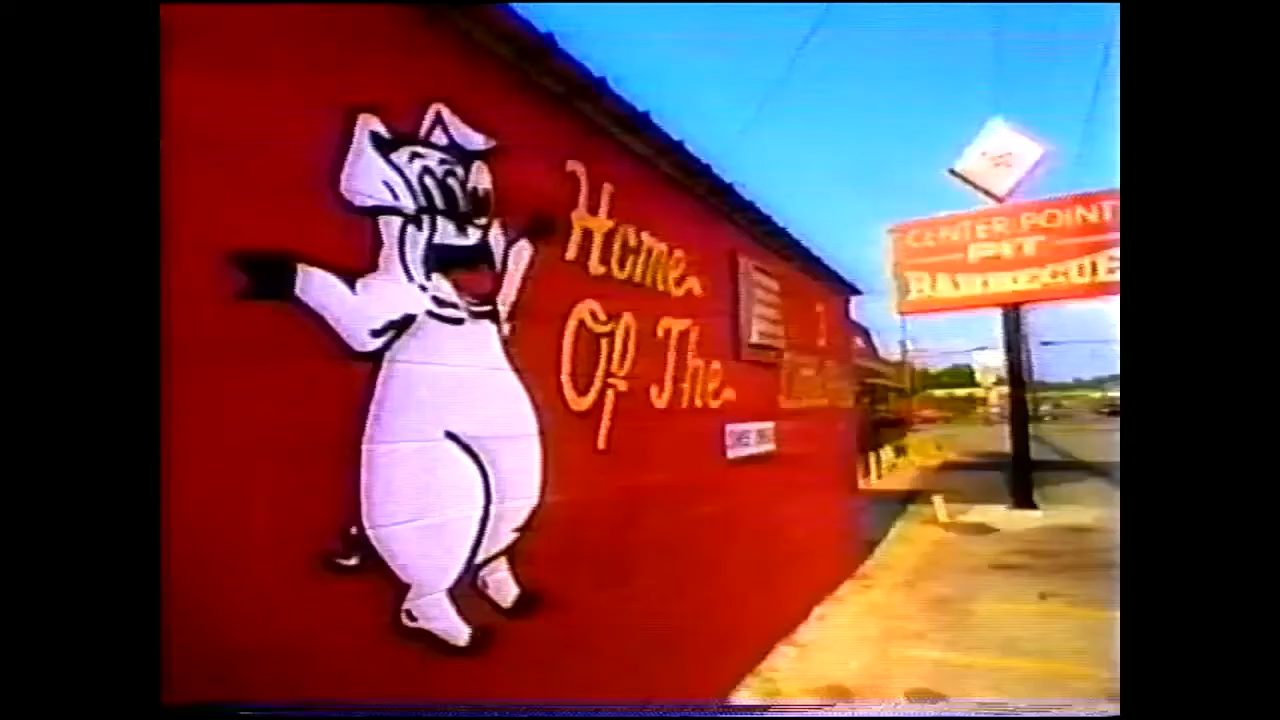 Home
Of The
CENTER POINT
PIT
BARBECUE